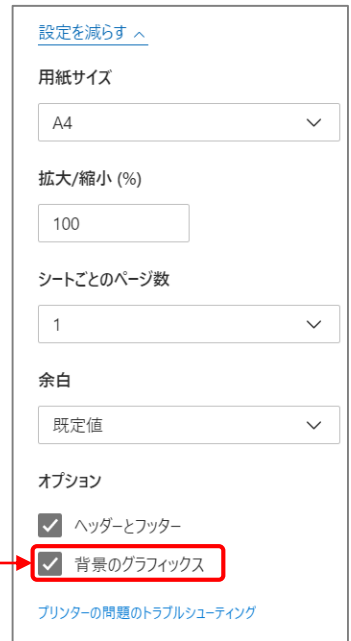 設定を減らす
用紙サイズ
A4
拡大/縮小 (%)
100
シートごとのページ数
1
余白
既定値
オプション
ヘッダーとフッター
背景のグラフィックス
プリンターの問題のトラブルシューティング